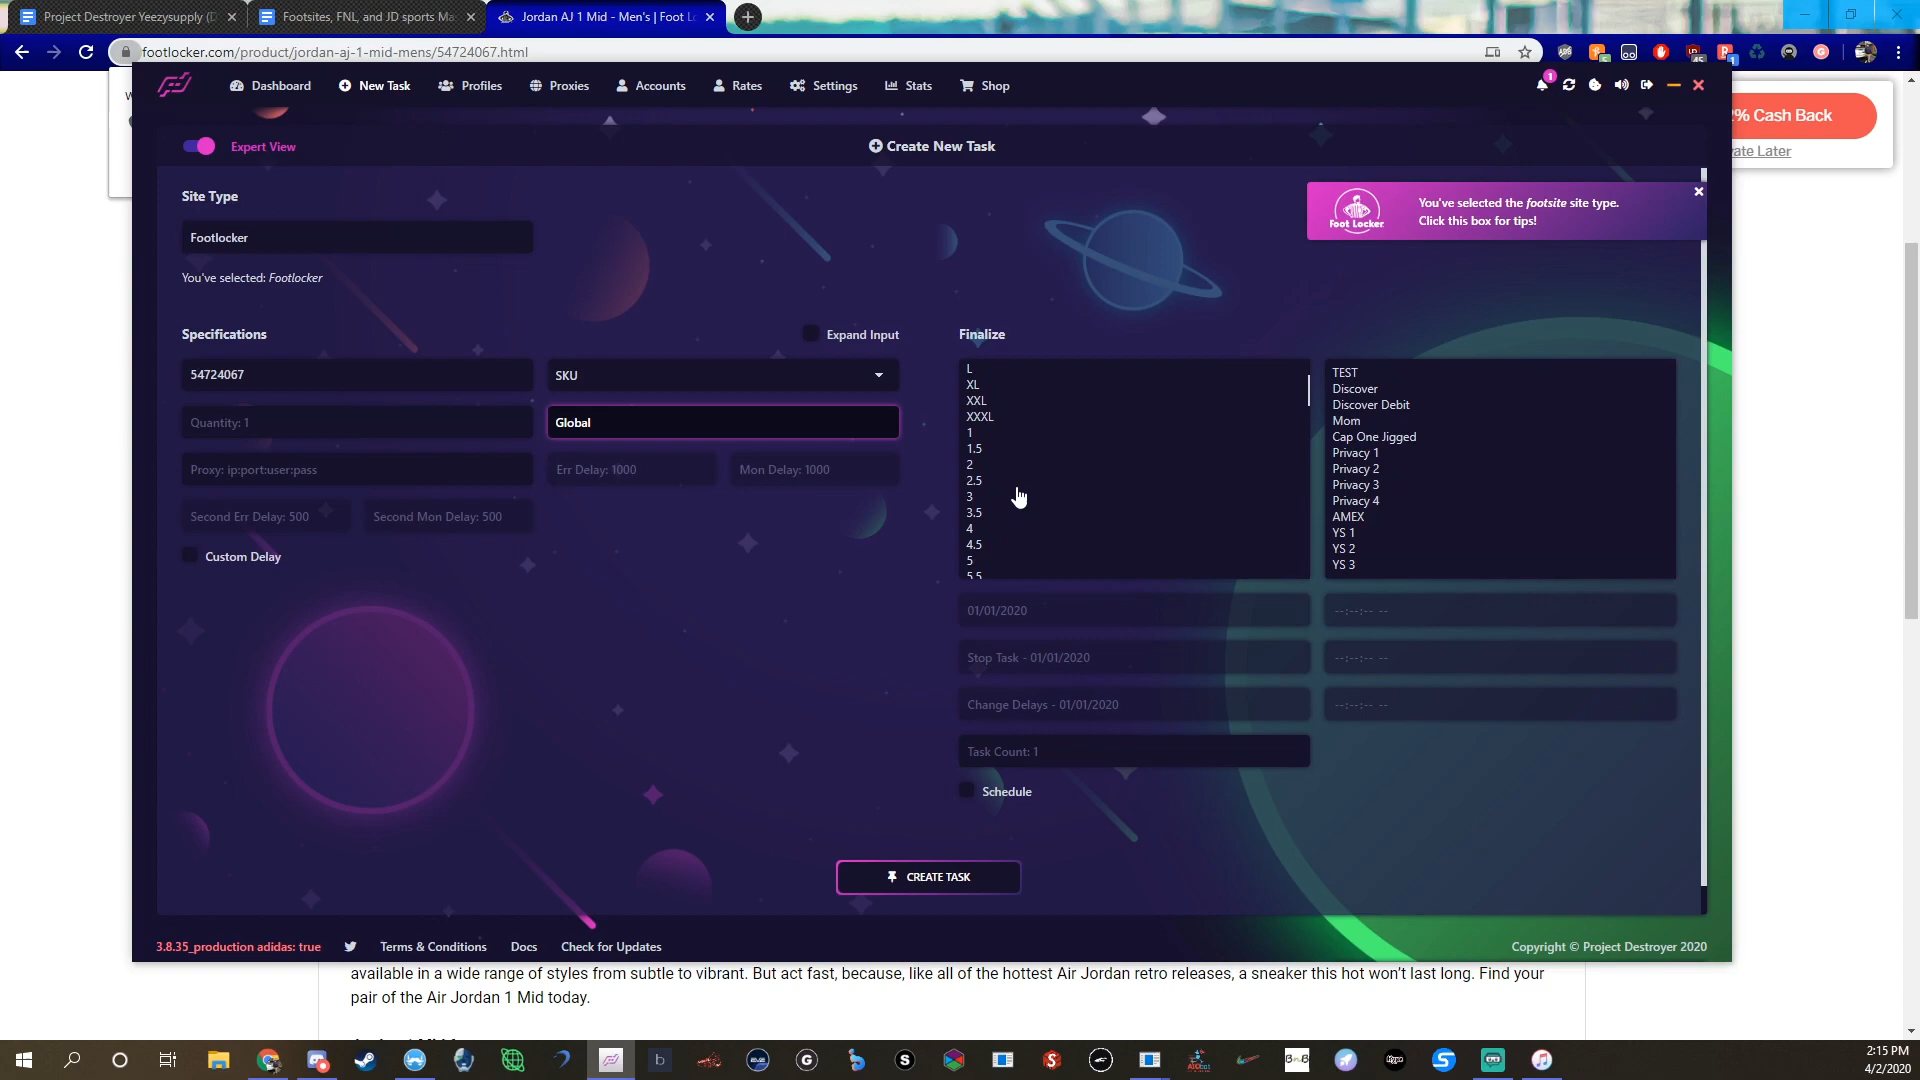 Project Destroyer Yeezysupply (D
Footsites, FNL, and JD sports Ma
Jordan AJ 1 Mid - Men's | Foot Lo
footlocker.com/product/jordan-aj-1-mid-mens/54724067.html
Dashboard
New Task
Profiles
Proxies
Accounts
Rates
Settings
Stats
Shop
1
2% Cash Back
vate Later
Expert View
Create New Task
Site Type
Footlocker
You've selected: Footlocker
Foot Locker
You've selected the footsite site type.
Click this box for tips!
Specifications
Expand Input
Finalize
54724067
SKU
Quantity: 1
Global
Proxy: ip:port:user:pass
Err Delay: 1000
Mon Delay: 1000
Second Err Delay: 500
Second Mon Delay: 500
Custom Delay
L
XL
XXL
XXXL
1
1.5
2
2.5
3
3.5
4
4.5
5
5.5
TEST
Discover
Discover Debit
Mom
Cap One Jigged
Privacy 1
Privacy 2
Privacy 3
Privacy 4
AMEX
YS 1
YS 2
YS 3
01/01/2020
--:--:-- --
Stop Task - 01/01/2020
--:--:-- --
Change Delays - 01/01/2020
--:--:-- --
Task Count: 1
Schedule
CREATE TASK
3.8.35_production adidas: true
Terms & Conditions
Docs
Check for Updates
Copyright © Project Destroyer 2020
available in a wide range of styles from subtle to vibrant. But act fast, because, like all of the hottest Air Jordan retro releases, a sneaker this hot won't last long. Find your
pair of the Air Jordan 1 Mid today.
2:15 PM
4/2/2020